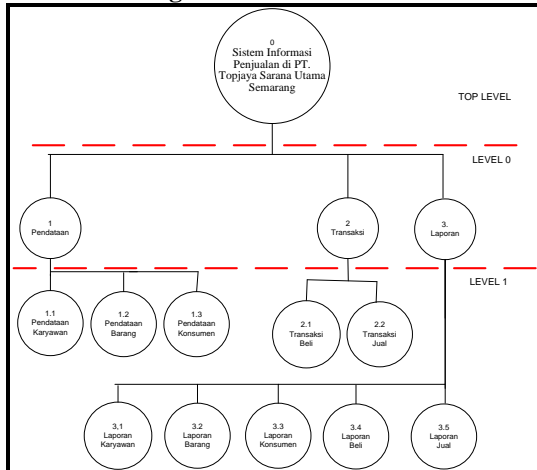 0
Sistem Informasi
Penjualan di PT.
Topjaya Sarana Utama
Semarang
TOP LEVEL
LEVEL 0
1
Pendataan
2
Transaksi
3.
Laporan
LEVEL 1
1.1
Pendataan
Karyawan
1.2
Pendataan
Barang
1.3
Pendataan
Konsumen
2.1
Transaksi
Beli
2.2
Transaksi
Jual
3,1
Laporan
Karyawan
3.2
Laporan
Barang
3.3
Laporan
Konsumen
3.4
Laporan
Beli
3.5
Laporan
Jual